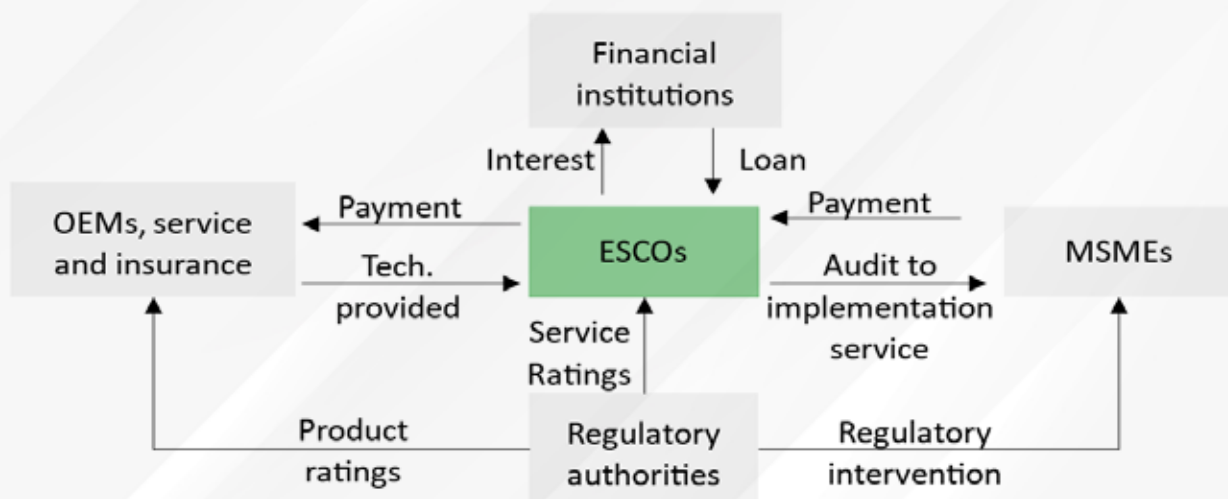 Financial
institutions
Interest
Loan
OEMs, service
and insurance
Payment
Tech.
provided
ESCOs
Payment
Audit to
implementation
service
MSMEs
Service
Ratings
Product
ratings
Regulatory
authorities
Regulatory
intervention